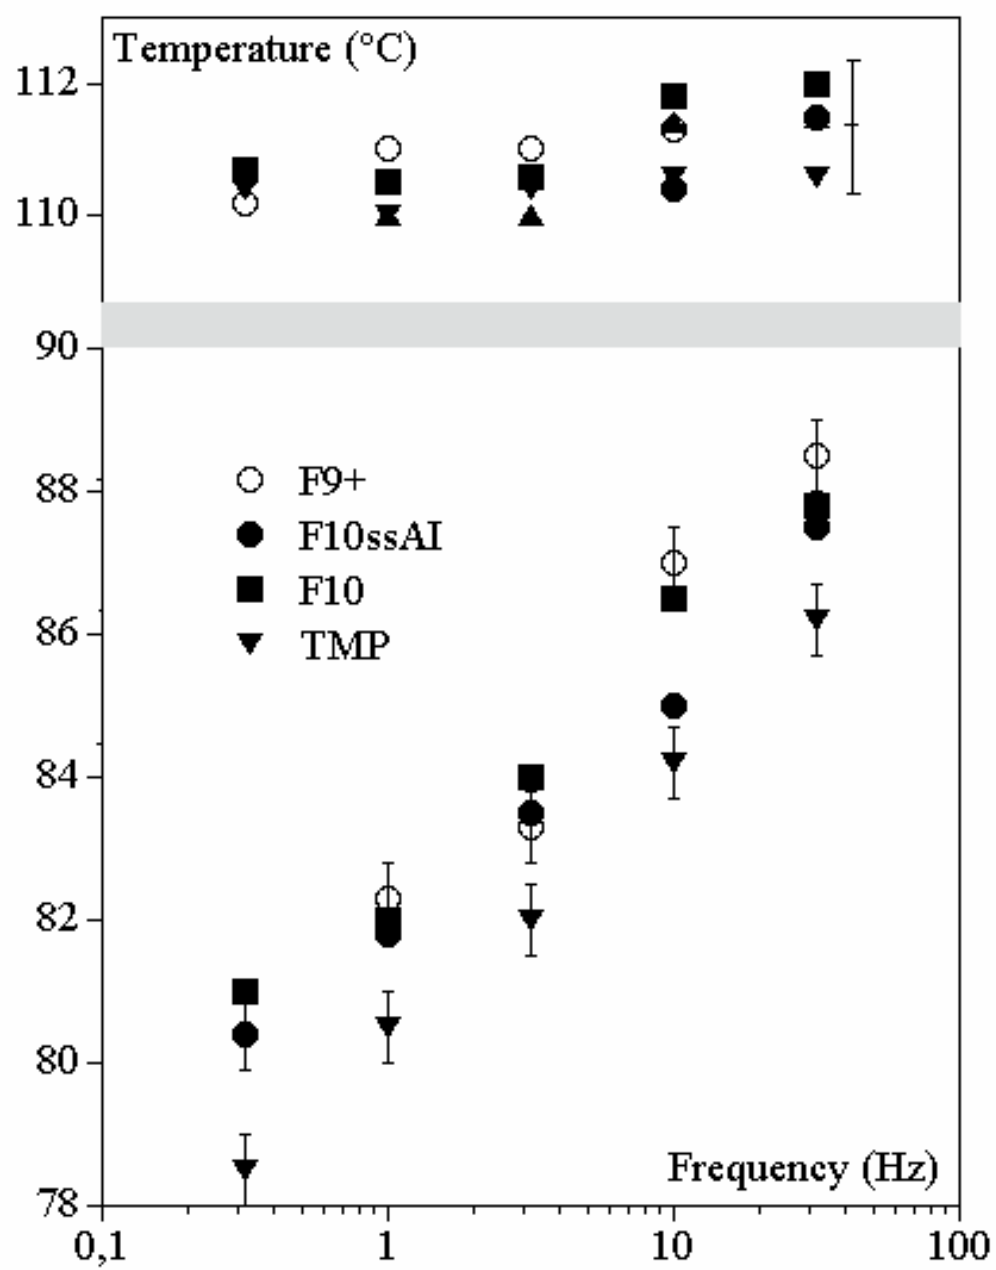 Temperature (°C)
112
110
90
88
86
84
82
80
78
F9+
F10ssAI
F10
TMP
Frequency (Hz)
0,1
1
10
100